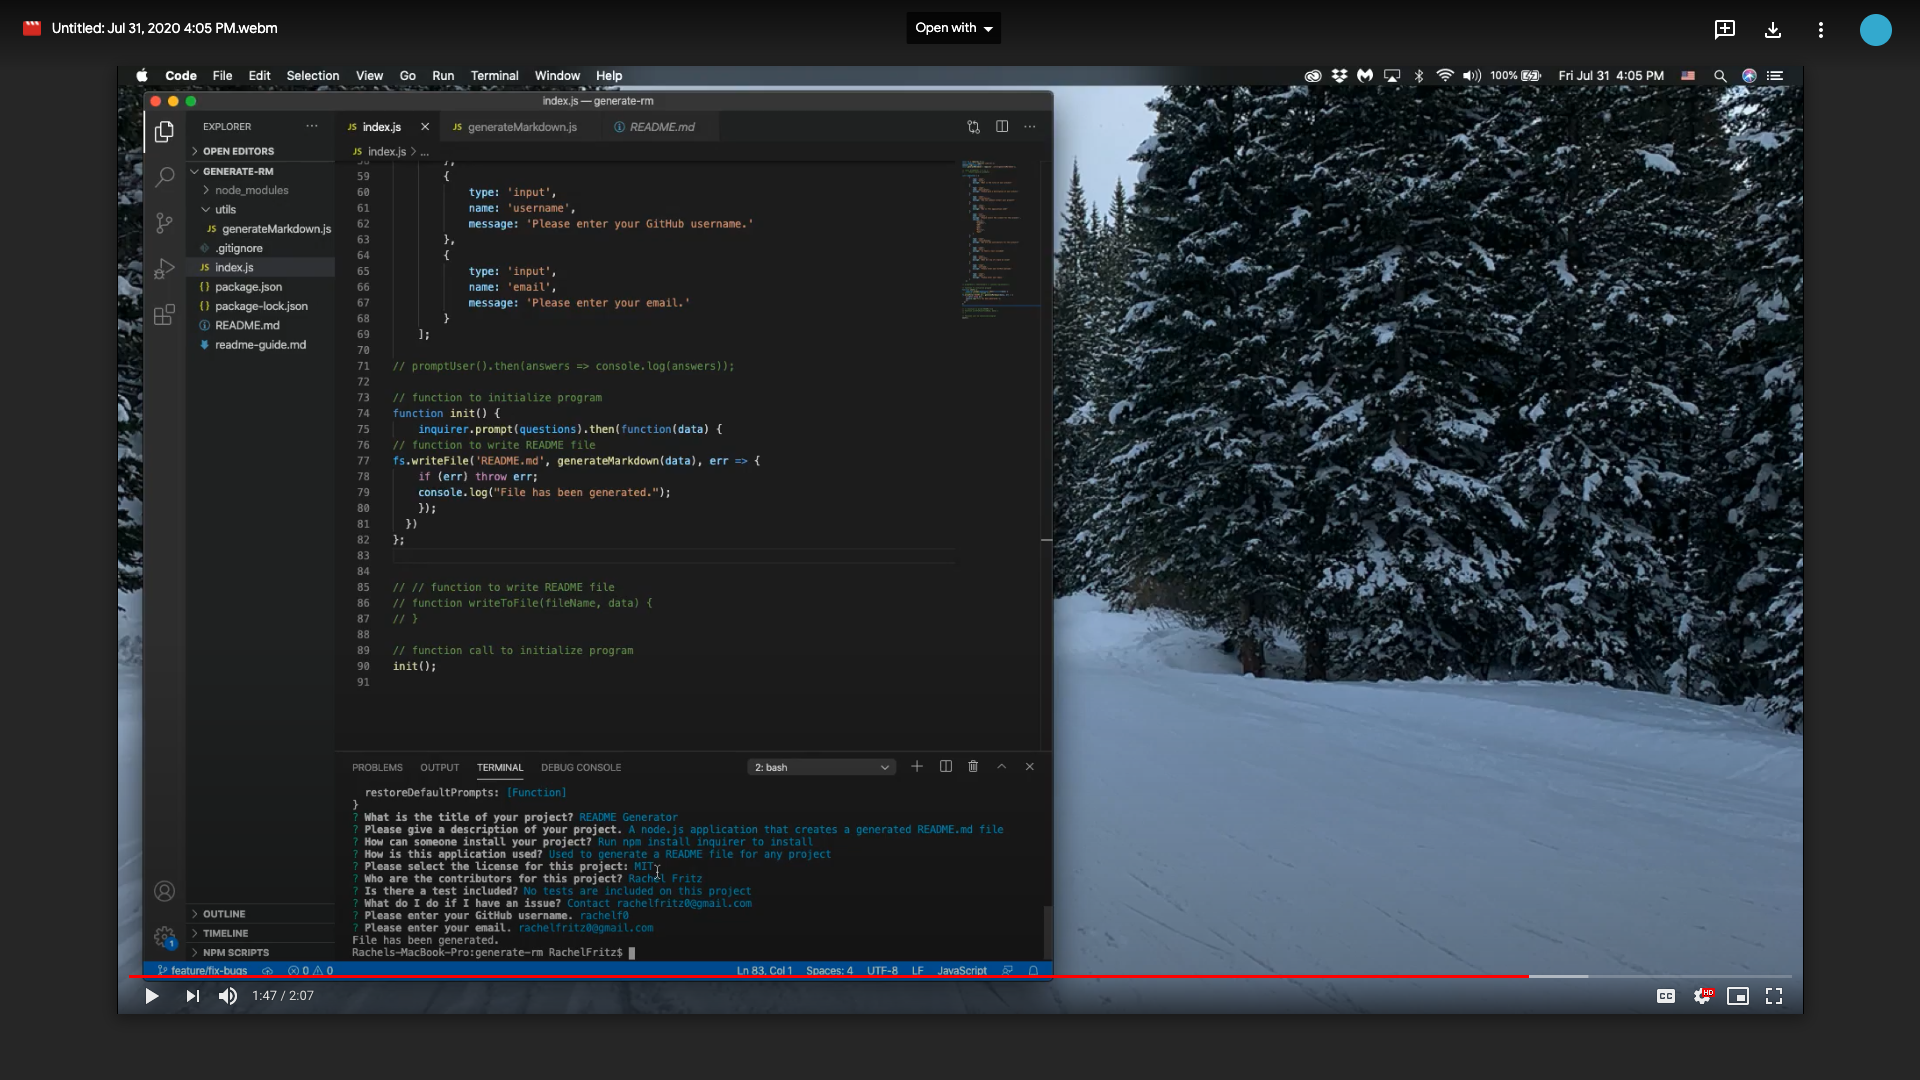 Untitled: Jul 31, 2020 4:05 PM.webm
Open with
Code File Edit Selection View Go Run Terminal Window Help
100% Fri Jul 31 4:05 PM
index.js — generate-rm
EXPLORER ···
OPEN EDITORS
GENERATE-RM
node_modules
utils
JS generateMarkdown.js
.gitignore
JS index.js
{} package.json
{} package-lock.json
README.md
readme-guide.md
OUTLINE
TIMELINE
NPM SCRIPTS
1
JS index.js
JS generateMarkdown.js
README.md
JS index.js > ...
58 },
59 {
60 type: 'input',
61 name: 'username',
62 message: 'Please enter your GitHub username.'
63 },
64 {
65 type: 'input',
66 name: 'email',
67 message: 'Please enter your email.'
68 }
69 ];
70
71 // promptUser().then(answers => console.log(answers));
72
73 // function to initialize program
74 function init() {
75 inquirer.prompt(questions).then(function(data) {
76 // function to write README file
77 fs.writeFile('README.md', generateMarkdown(data), err => {
78 if (err) throw err;
79 console.log("File has been generated.");
80 });
81 })
82 };
83
84
85 // // function to write README file
86 // function writeToFile(fileName, data) {
87 // }
88
89 // function call to initialize program
90 init();
91
PROBLEMS OUTPUT TERMINAL DEBUG CONSOLE
2: bash
restoreDefaultPrompts: [Function]
}
? What is the title of your project? README Generator
? Please give a description of your project. A node.js application that creates a generated README.md file
? How can someone install your project? Run npm install inquirer to install
? How is this application used? Used to generate a README file for any project
? Please select the license for this project: MIT
? Who are the contributors for this project? Rachel Fritz
? Is there a test included? No tests are included on this project
? What do I do if I have an issue? Contact rachelfritz0@gmail.com
? Please enter your GitHub username. rachelf0
? Please enter your email. rachelfritz0@gmail.com
File has been generated.
Rachels-MacBook-Pro:generate-rm RachelFritz$
feature/fix-bugs 0 0
Ln 83, Col 1 Spaces: 4 UTF-8 LF JavaScript
1:47 / 2:07
CC
HD